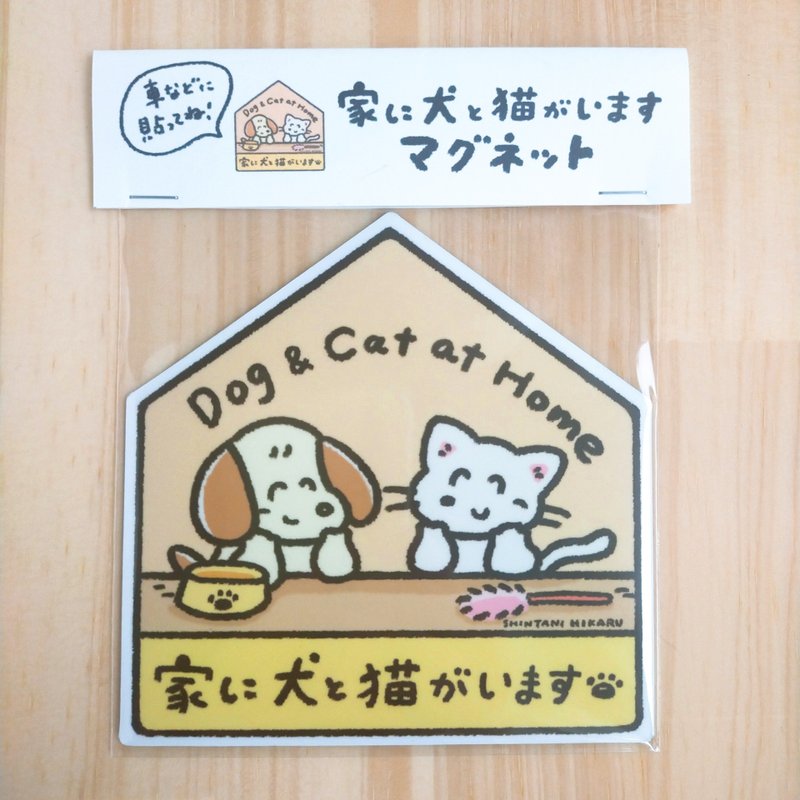 車などに
貼ってね!
Dog & Cat at Home
家に犬と猫がいます
家に犬と猫がいます
マグネット
Dog & Cat at Home
SHINTANI HIKARU
家に犬と猫がいます